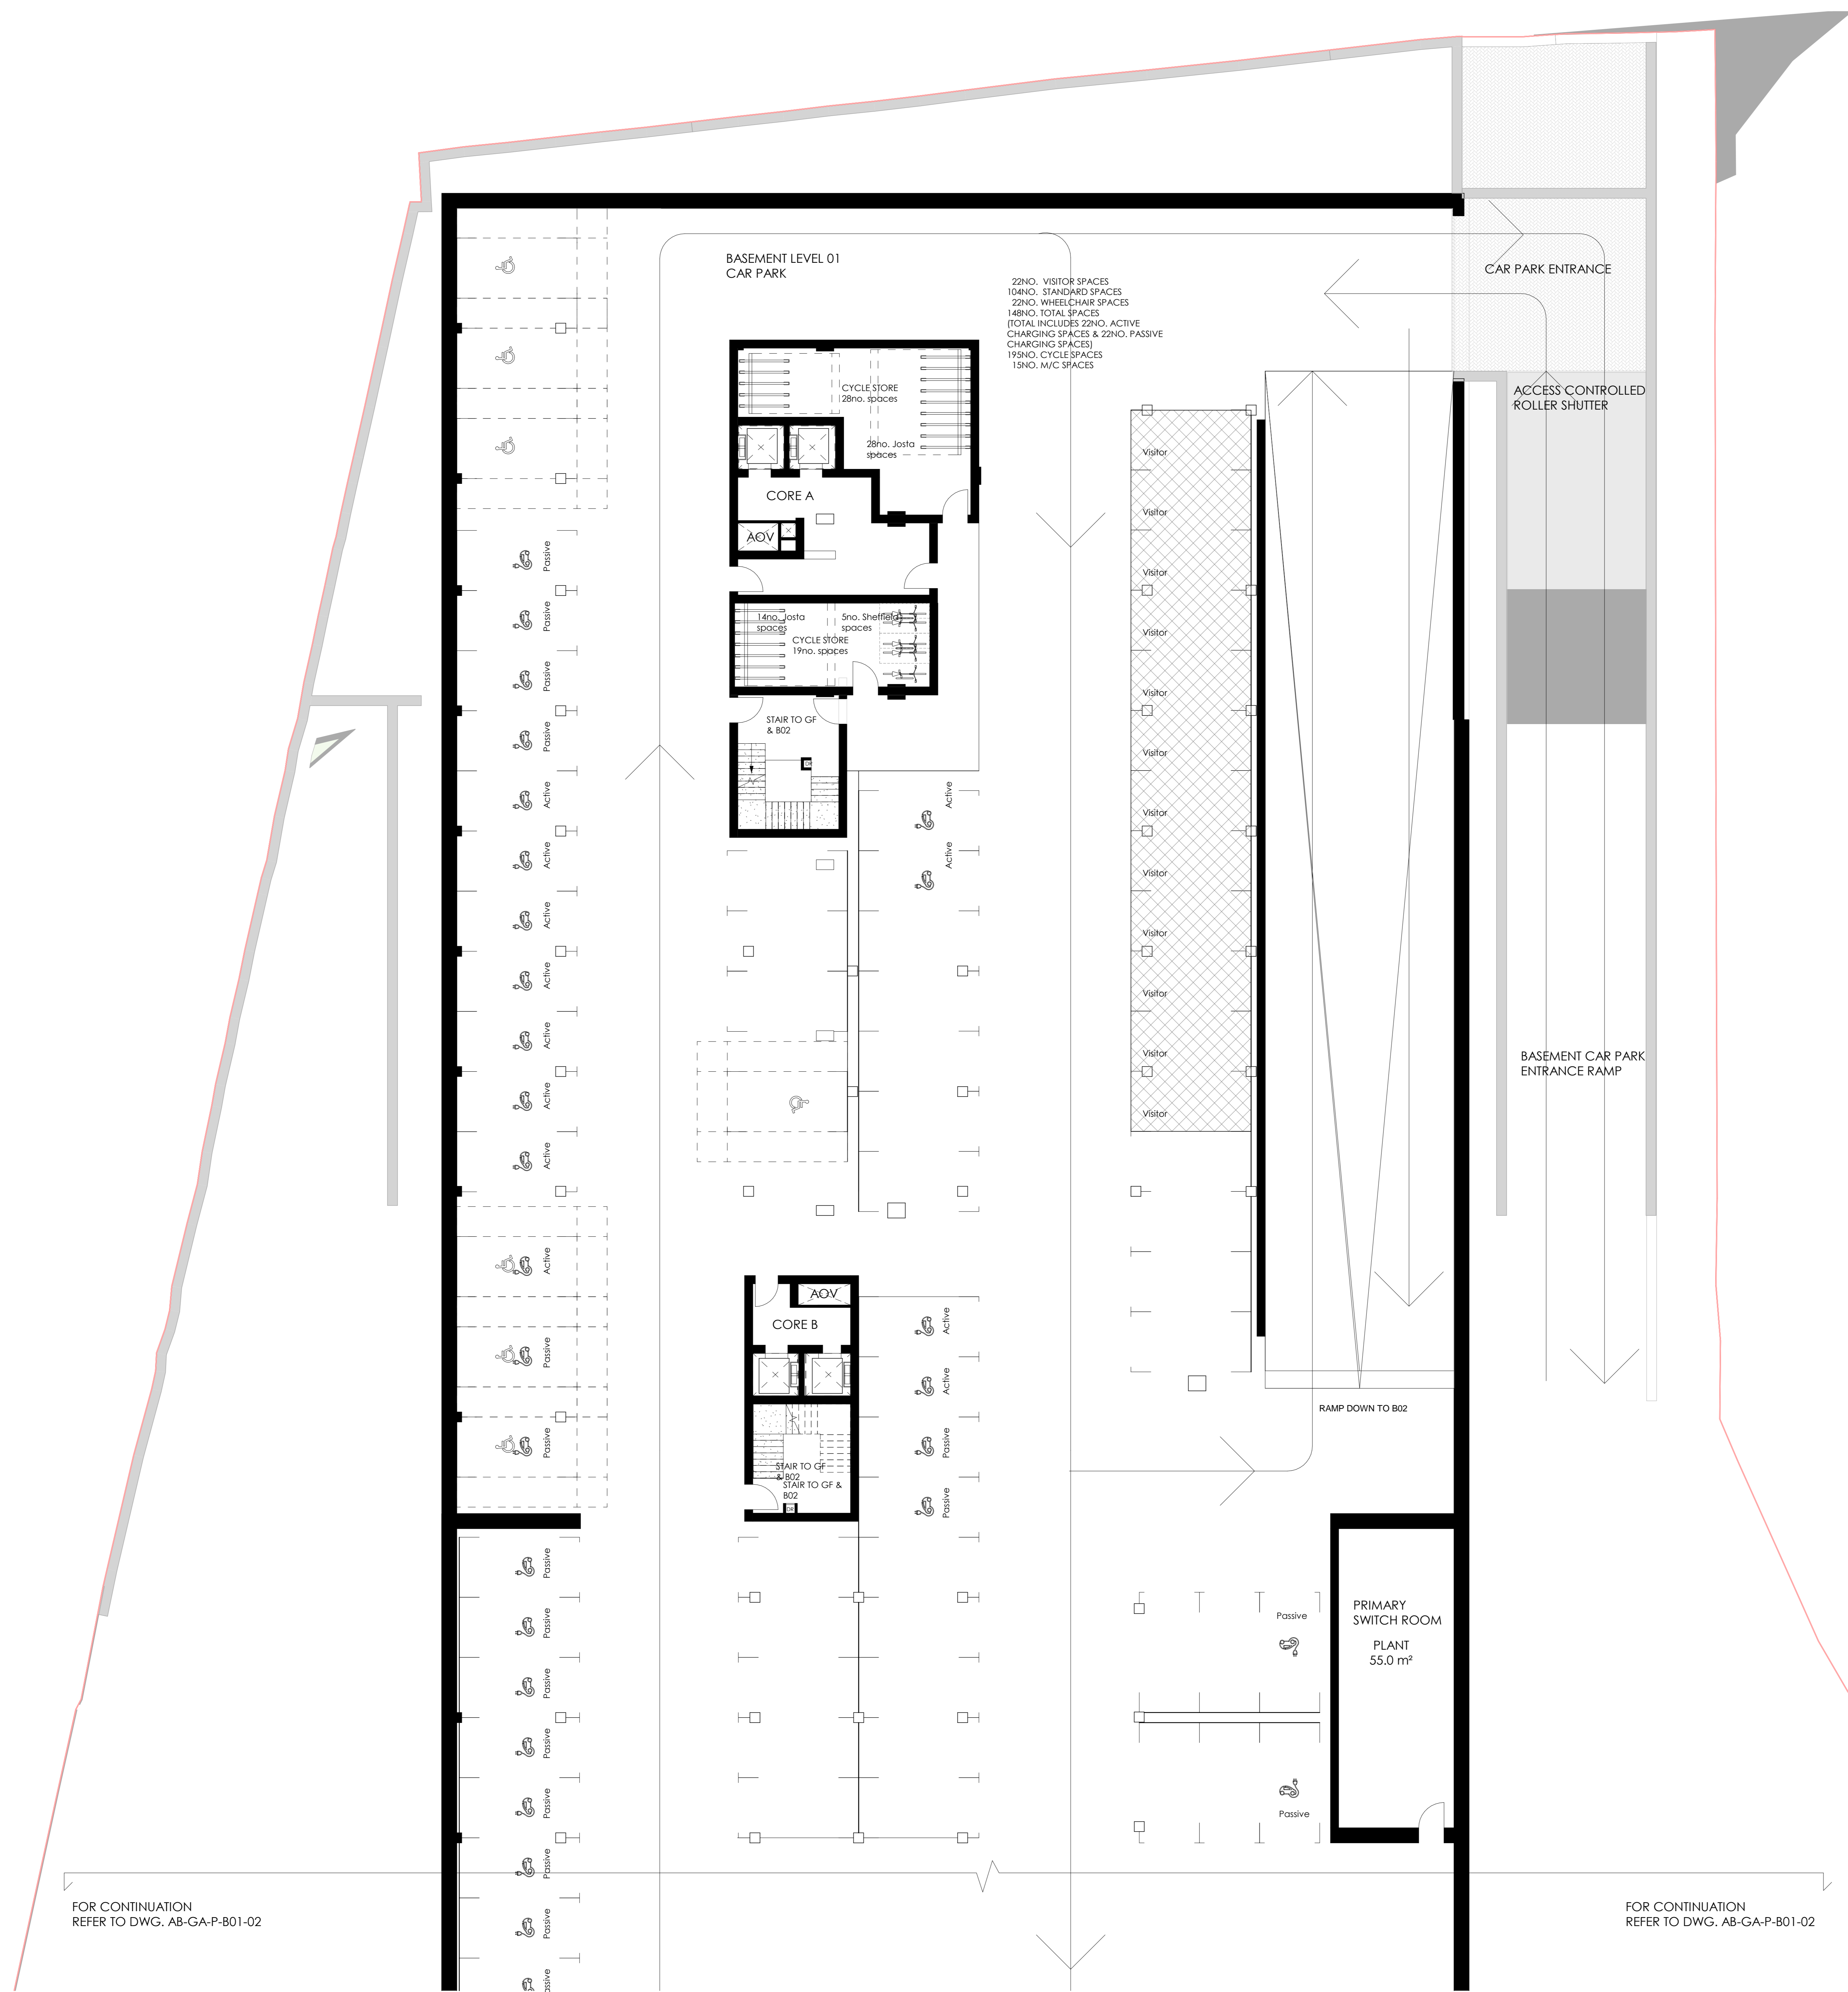 BASEMENT LEVEL 01
CAR PARK
22NO. VISITOR SPACES
104NO. STANDARD SPACES
22NO. WHEELCHAIR SPACES
148NO. TOTAL SPACES
(TOTAL INCLUDES 22NO. ACTIVE
CHARGING SPACES & 22NO. PASSIVE
CHARGING SPACES)
195NO. CYCLE SPACES
15NO. M/C SPACES
CAR PARK ENTRANCE
ACCESS CONTROLLED
ROLLER SHUTTER
CYCLE STORE
28no. spaces
28no. Josta
spaces
CORE A
AOV
14no. Josta
spaces
5no. Sheffield
spaces
CYCLE STORE
19no. spaces
STAIR TO GF
& B02
DR
Passive
Passive
Passive
Passive
Active
Active
Active
Active
Active
Active
Active
Active
Passive
Passive
Active
Active
Visitor
Visitor
Visitor
Visitor
Visitor
Visitor
Visitor
Visitor
Visitor
Visitor
Visitor
Visitor
BASEMENT CAR PARK
ENTRANCE RAMP
AOV
CORE B
Active
Active
Passive
Passive
RAMP DOWN TO B02
STAIR TO GF
& B02
STAIR TO GF &
B02
DR
Passive
Passive
Passive
Passive
Passive
Passive
Passive
Passive
Passive
PRIMARY
SWITCH ROOM
PLANT
55.0 m²
Passive
FOR CONTINUATION
REFER TO DWG. AB-GA-P-B01-02
FOR CONTINUATION
REFER TO DWG. AB-GA-P-B01-02